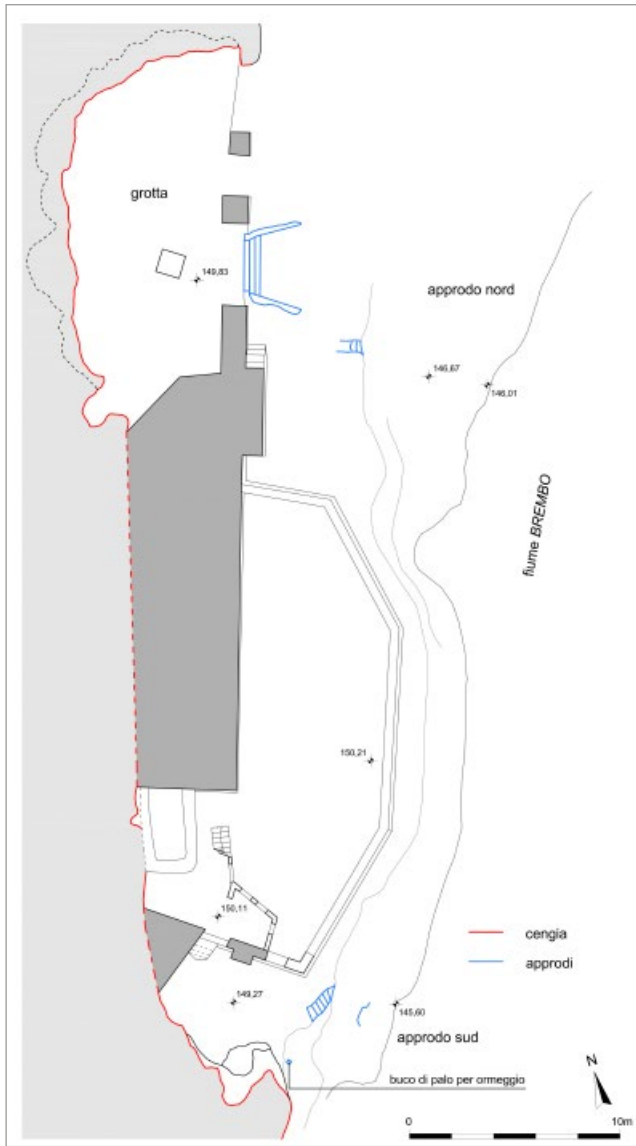 grotta
149,83
approdo nord
146,67
146,01
fiume BREMBO
150,21
150,11
cengia
approdi
149,27
145,60
approdo sud
buco di palo per ormeggio
N
0
10m